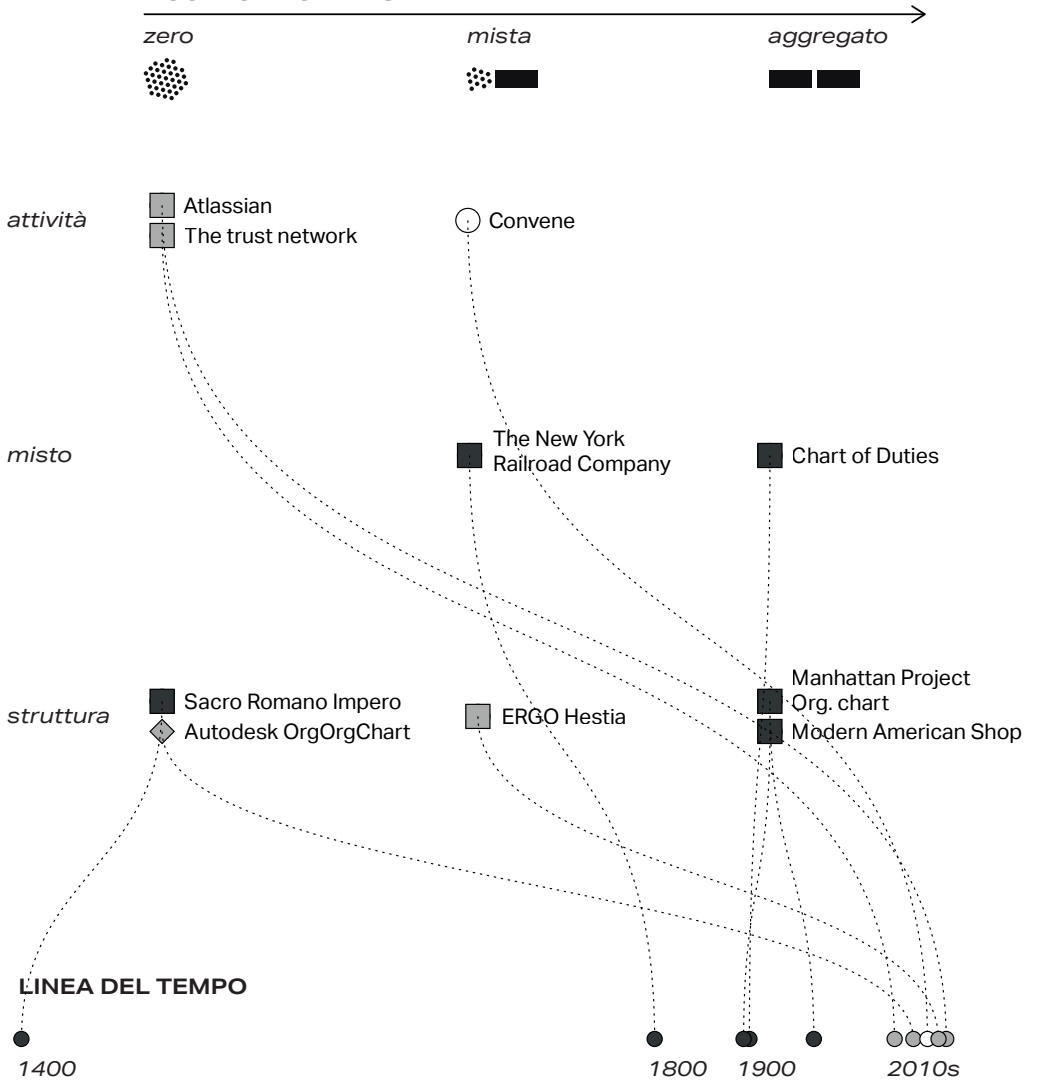 zero mista aggregato
attività
Atlassian
The trust network
Convene
misto
The New York
Railroad Company
Chart of Duties
struttura
Sacro Romano Impero
Autodesk OrgOrgChart
ERGO Hestia
Manhattan Project
Org. chart
Modern American Shop
LINEA DEL TEMPO
1400 1800 1900 2010s